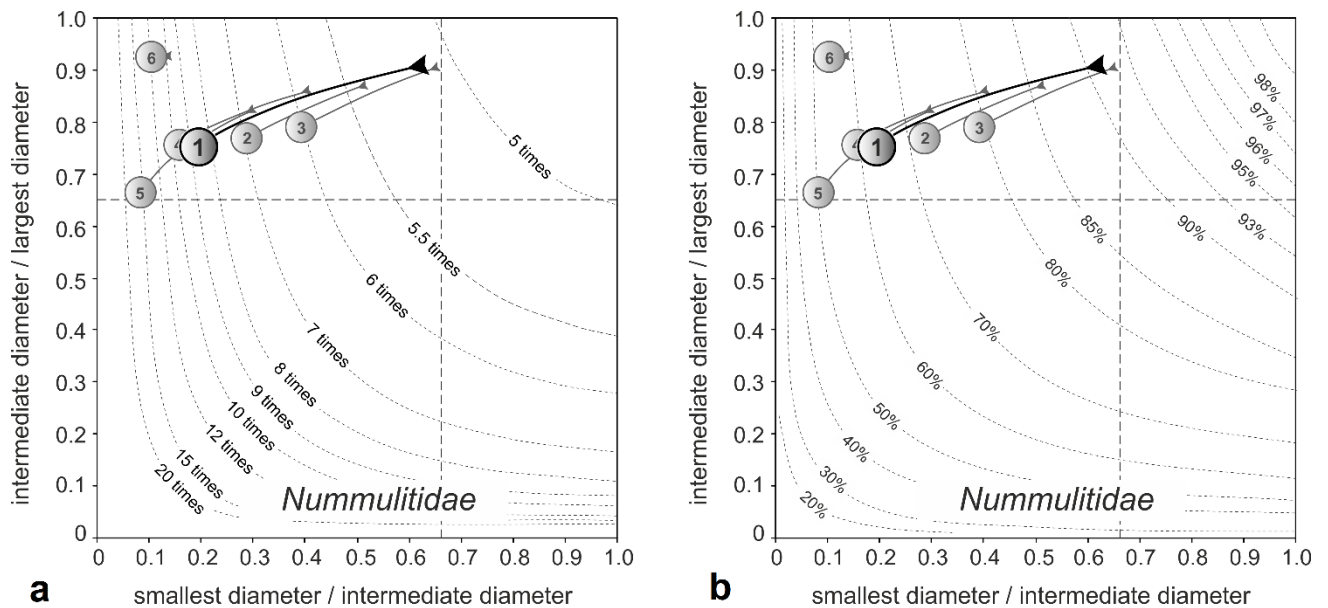 1.0
0.9
0.8
0.7
0.6
0.5
0.4
0.3
0.2
0.1
0
intermediate diameter / largest diameter
6
4
1
2
3
5
5 times
5.5 times
6 times
7 times
8 times
9 times
10 times
12 times
15 times
20 times
Nummulitidae
0 0.1 0.2 0.3 0.4 0.5 0.6 0.7 0.8 0.9 1.0
a
smallest diameter / intermediate diameter
1.0
0.9
0.8
0.7
0.6
0.5
0.4
0.3
0.2
0.1
0
intermediate diameter / largest diameter
6
4
1
2
3
5
98%
97%
96%
95%
93%
90%
85%
80%
70%
60%
50%
40%
30%
20%
Nummulitidae
0 0.1 0.2 0.3 0.4 0.5 0.6 0.7 0.8 0.9 1.0
b
smallest diameter / intermediate diameter